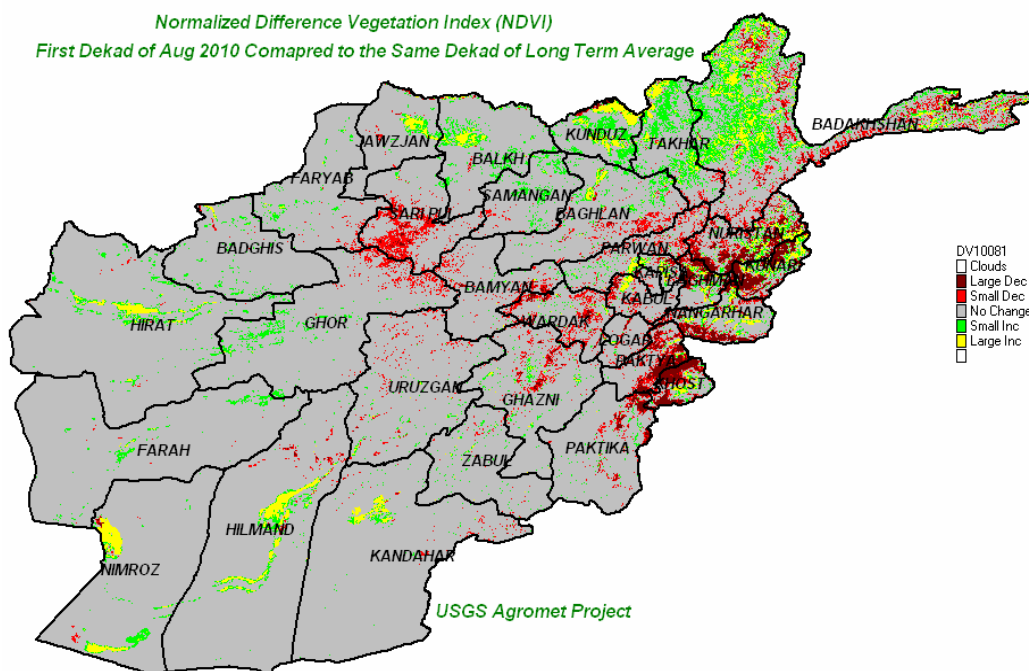 Normalized Difference Vegetation Index (NDVI)
First Dekad of Aug 2010 Comapred to the Same Dekad of Long Term Average
BADAKHSHAN
JAWZJAN
KUNDUZ
TAKHAR
BALKH
FARYAB
SAMANGAN
SARI PUL
BAGHLAN
NURISTAN
BADGHIS
PARWAN
KUNAR
KAPISA
LAGHMAN
BAMYAN
KABUL
NANGARHAR
HIRAT
GHOR
WARDAK
LOGAR
PAKTYA
KHOST
URUZGAN
GHAZNI
FARAH
ZABUL
PAKTIKA
HILMAND
KANDAHAR
NIMROZ
DV10081
Clouds
Large Dec
Small Dec
No Change
Small Inc
Large Inc
USGS Agromet Project